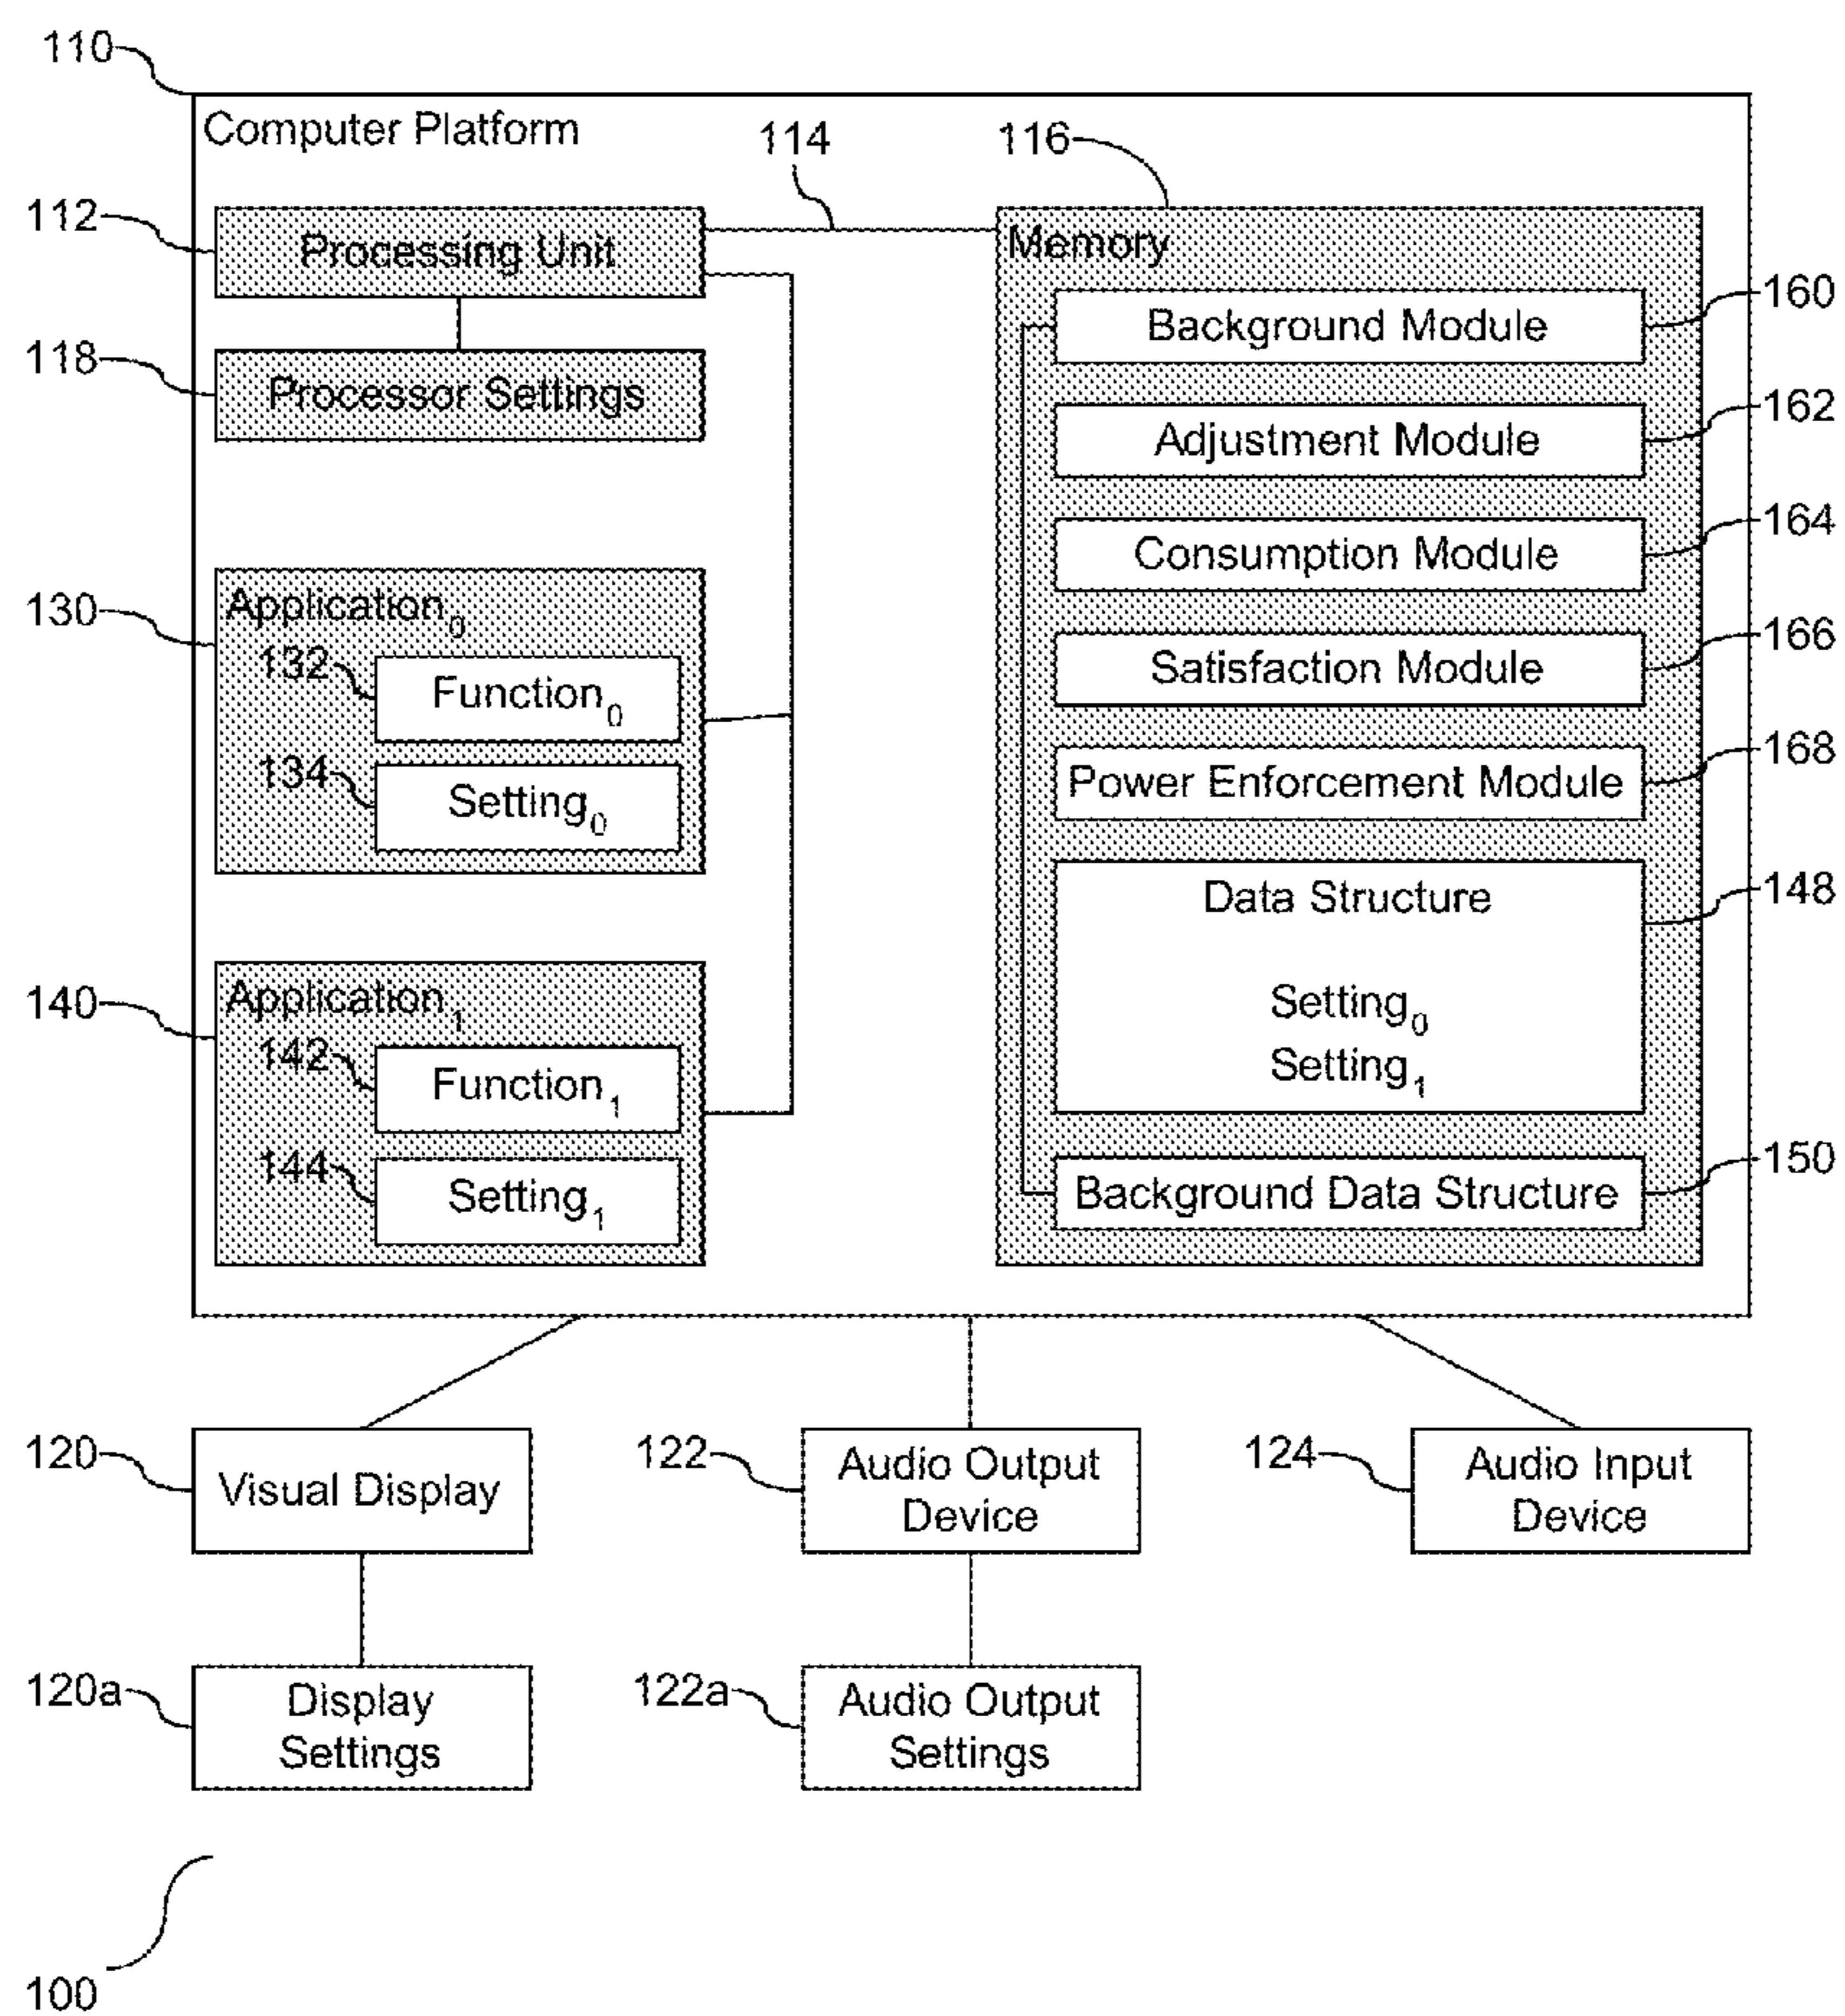 110
Computer Platform
114
116
112
Processing Unit
Memory
118
Processor Settings
Background Module
160
Adjustment Module
162
Consumption Module
164
Satisfaction Module
166
Power Enforcement Module
168
130
Application0
132
Function0
134
Setting0
Data Structure
148
Setting0
Setting1
140
Application1
142
Function1
144
Setting1
Background Data Structure
150
120
Visual Display
122
Audio Output
Device
124
Audio Input
Device
120a
Display
Settings
122a
Audio Output
Settings
100